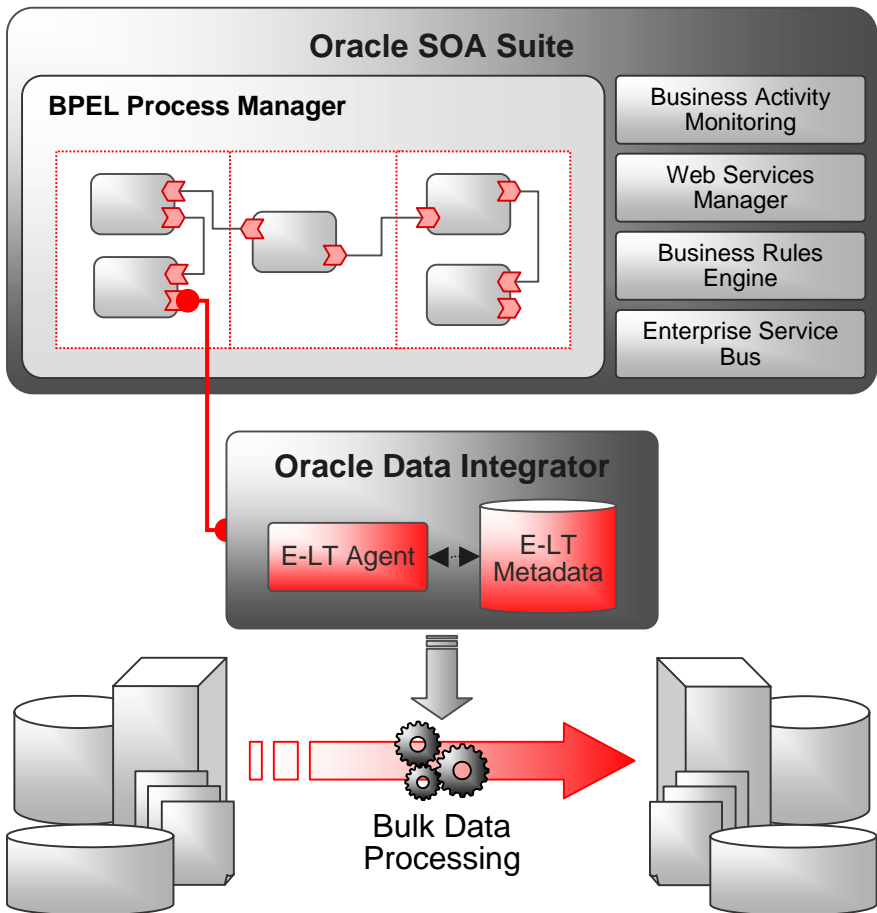 Oracle SOA Suite
BPEL Process Manager
Business Activity
Monitoring
Web Services
Manager
Business Rules
Engine
Enterprise Service
Bus
Oracle Data Integrator
E-LT Agent
E-LT
Metadata
Bulk Data
Processing